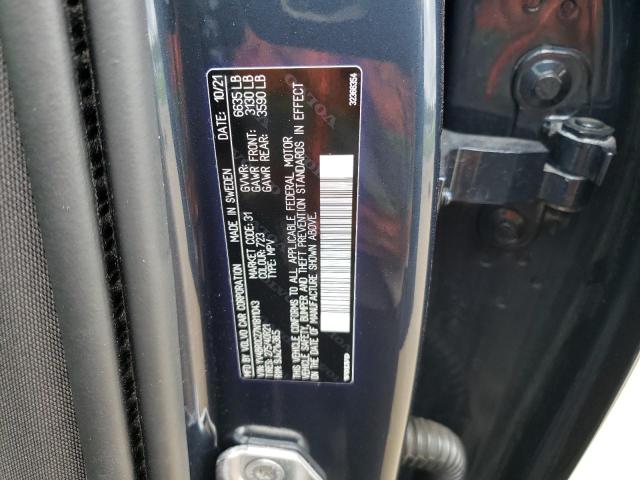 MFD BY VOLVO CAR CORPORATION MADE IN SWEDEN 10/21
GVWR: 6635 LB
MARKET CODE: 31 GAWR FRONT: 3130 LB
COLOUR: 723 GAWR REAR: 3590 LB
TYPE: MPV
THIS VEHICLE CONFORMS TO ALL APPLICABLE FEDERAL MOTOR
VEHICLE SAFETY, BUMPER AND THEFT PREVENTION STANDARDS IN EFFECT
ON THE DATE OF MANUFACTURE SHOWN ABOVE.
VOLVO